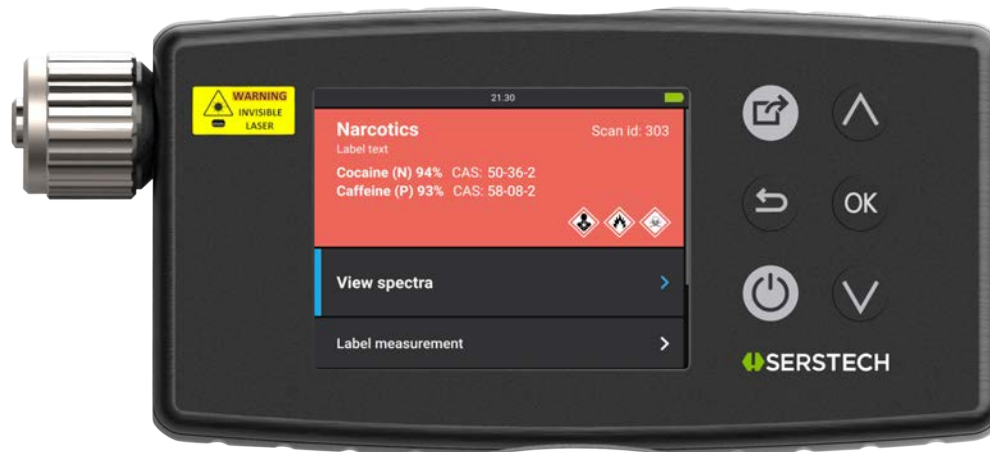 WARNING
INVISIBLE
LASER
21.30
Narcotics
Scan id: 303
Label text
Cocaine (N) 94% CAS: 50-36-2
Caffeine (P) 93% CAS: 58-08-2
View spectra
Label measurement
OK
SERSTECH